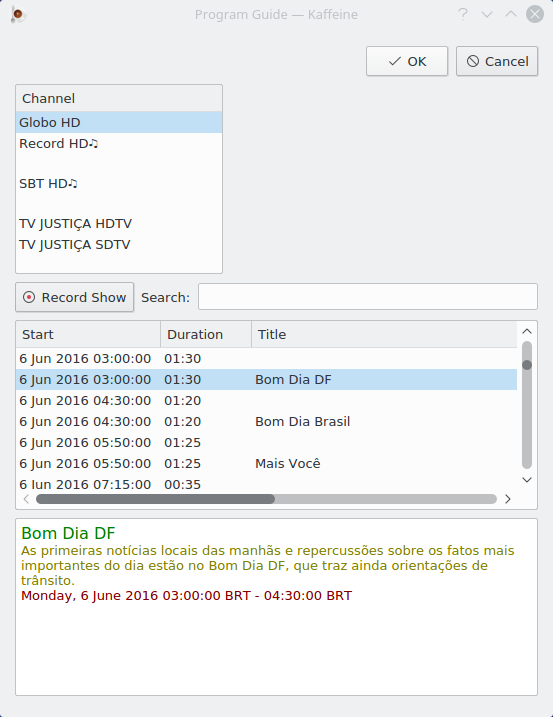 Program Guide — Kaffeine
OK
Cancel
Channel
Globo HD
Record HD♫
SBT HD♫
TV JUSTIÇA HDTV
TV JUSTIÇA SDTV
Record Show
Search:
Start Duration Title
6 Jun 2016 03:00:00 01:30
6 Jun 2016 03:00:00 01:30 Bom Dia DF
6 Jun 2016 04:30:00 01:20
6 Jun 2016 04:30:00 01:20 Bom Dia Brasil
6 Jun 2016 05:50:00 01:25
6 Jun 2016 05:50:00 01:25 Mais Você
6 Jun 2016 07:15:00 00:35
Bom Dia DF
As primeiras notícias locais das manhãs e repercussões sobre os fatos mais
importantes do dia estão no Bom Dia DF, que traz ainda orientações de
trânsito.
Monday, 6 June 2016 03:00:00 BRT - 04:30:00 BRT